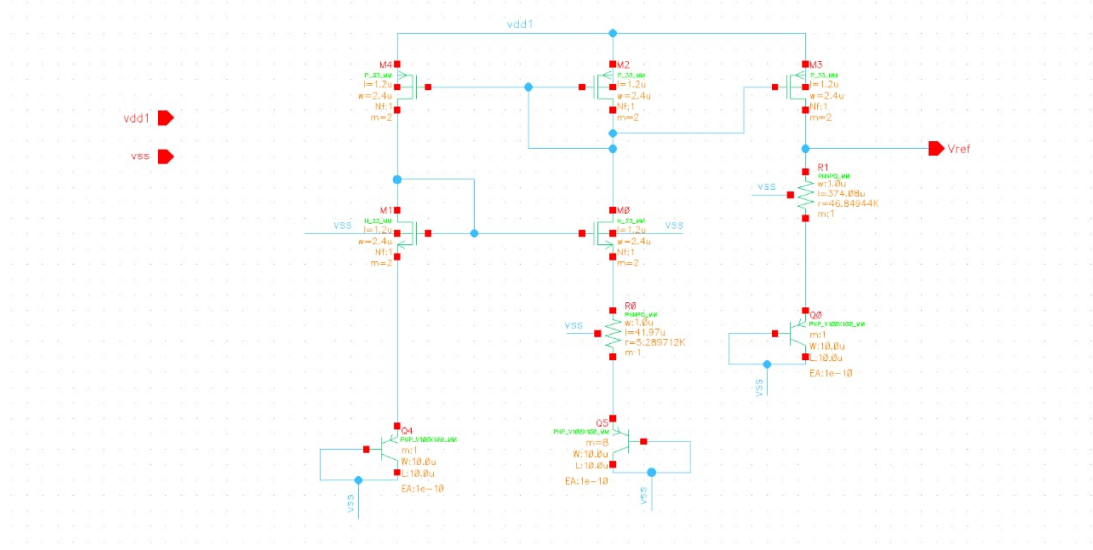 vdd1
M4
P_33_MM
l=1.2u
w=2.4u
Nf:1
m=2
M2
P_33_MM
l=1.2u
w=2.4u
Nf:1
m=2
M3
P_33_MM
l=1.2u
w=2.4u
Nf:1
m=2
vdd1
vss
Vref
M1
N_33_MM
l=1.2u
w=2.4u
Nf:1
m=2
VSS
M0
N_33_MM
l=1.2u
w=2.4u
Nf:1
m=2
VSS
R1
w:1.0u
l=374.08u
r=46.84944K
m:1
VSS
R0
w:1.0u
l=41.97u
r=5.289712K
m:1
VSS
Q0
PNP_V100X100_MM
m:1
W:10.0u
L:10.0u
EA:1e-10
VSS
Q4
PNP_V100X100_MM
m:1
W:10.0u
L:10.0u
EA:1e-10
VSS
Q5
PNP_V100X100_MM
m=8
W:10.0u
L:10.0u
EA:1e-10
VSS